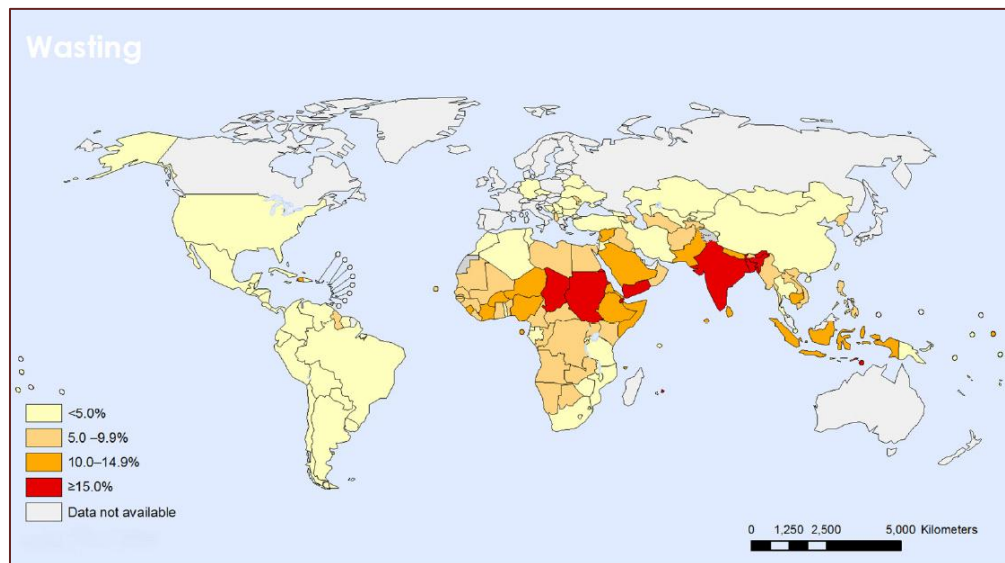 Wasting
<5.0%
5.0 –9.9%
10.0–14.9%
≥15.0%
Data not available
0 1,250 2,500 5,000 Kilometers